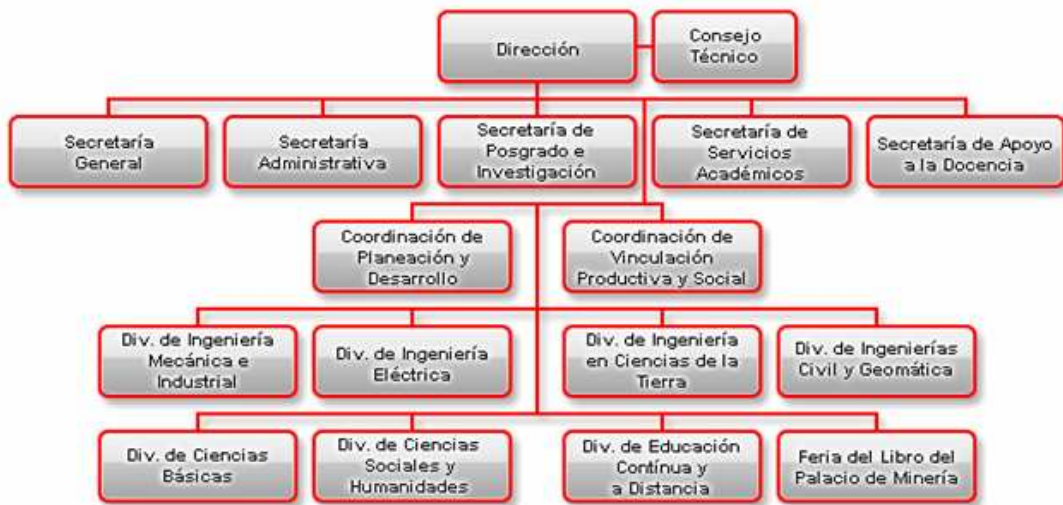 Dirección
Consejo
Técnico
Secretaría
General
Secretaría
Administrativa
Secretaría de
Posgrado e
Investigación
Secretaría de
Servicios
Académicos
Secretaría de Apoyo
a la Docencia
Coordinación de
Planeación y
Desarrollo
Coordinación de
Vinculación
Productiva y Social
Div. de Ingeniería
Mecánica e
Industrial
Div. de Ingeniería
Eléctrica
Div. de Ingeniería
en Ciencias de la
Tierra
Div. de Ingenierías
Civil y Geomática
Div. de Ciencias
Básicas
Div. de Ciencias
Sociales y
Humanidades
Div. de Educación
Contínua y
a Distancia
Feria del Libro del
Palacio de Minería